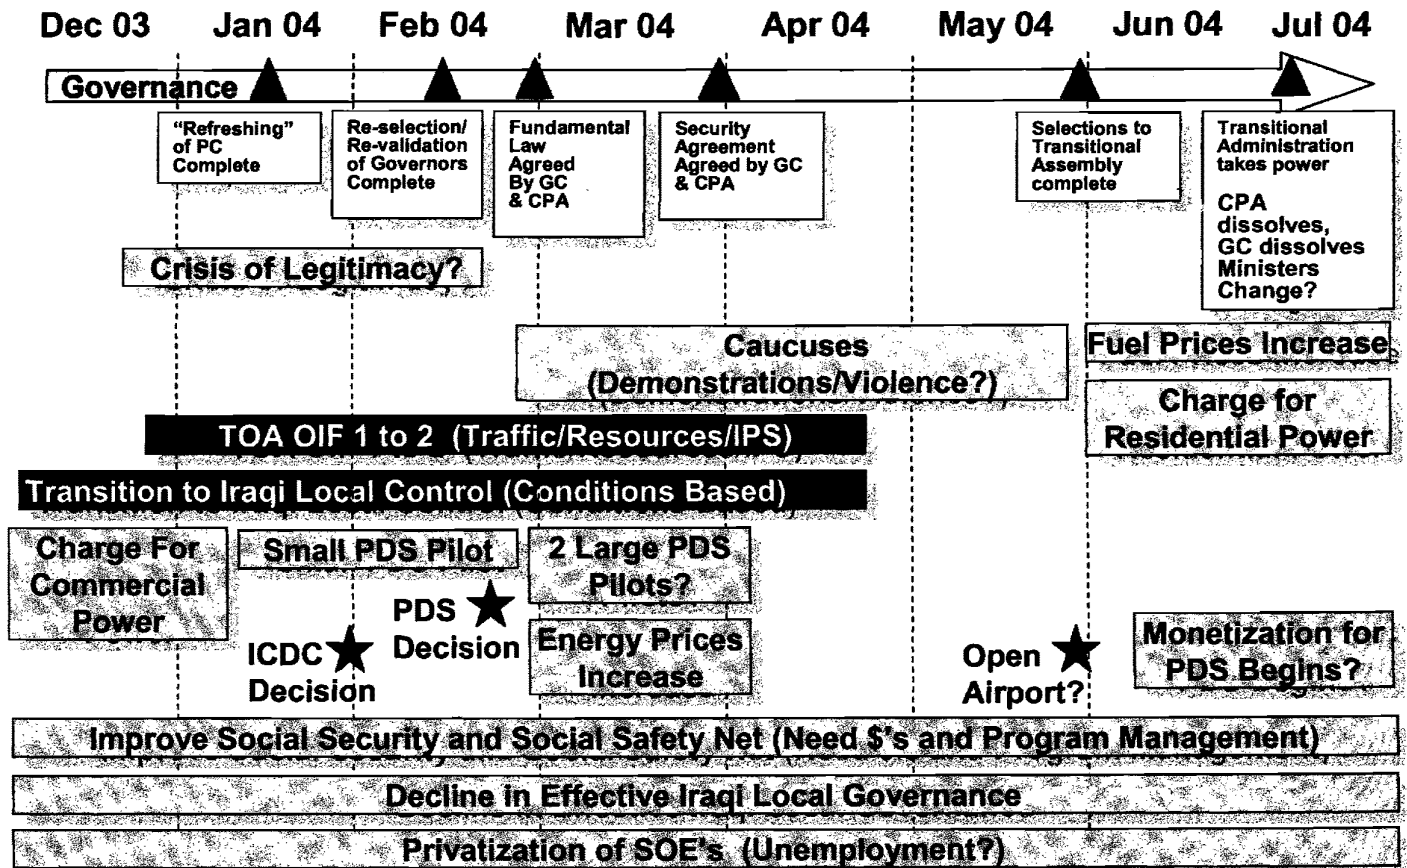 Dec 03 Jan 04 Feb 04 Mar 04 Apr 04 May 04 Jun 04 Jul 04
Governance
"Refreshing"
of PC
Complete
Re-selection/
Re-validation
of Governors
Complete
Fundamental
Law
Agreed
By GC
& CPA
Security
Agreement
Agreed by GC
& CPA
Selections to
Transitional
Assembly
complete
Transitional
Administration
takes power
CPA
dissolves,
GC dissolves
Ministers
Change?
Crisis of Legitimacy?
Caucuses
(Demonstrations/Violence?)
Fuel Prices Increase
Charge for
Residential Power
TOA OIF 1 to 2 (Traffic/Resources/IPS)
Transition to Iraqi Local Control (Conditions Based)
Charge For
Commercial
Power
Small PDS Pilot
2 Large PDS
Pilots?
PDS
Decision
ICDC
Decision
Energy Prices
Increase
Open
Airport?
Monetization for
PDS Begins?
Improve Social Security and Social Safety Net (Need $'s and Program Management)
Decline in Effective Iraqi Local Governance
Privatization of SOE's (Unemployment?)